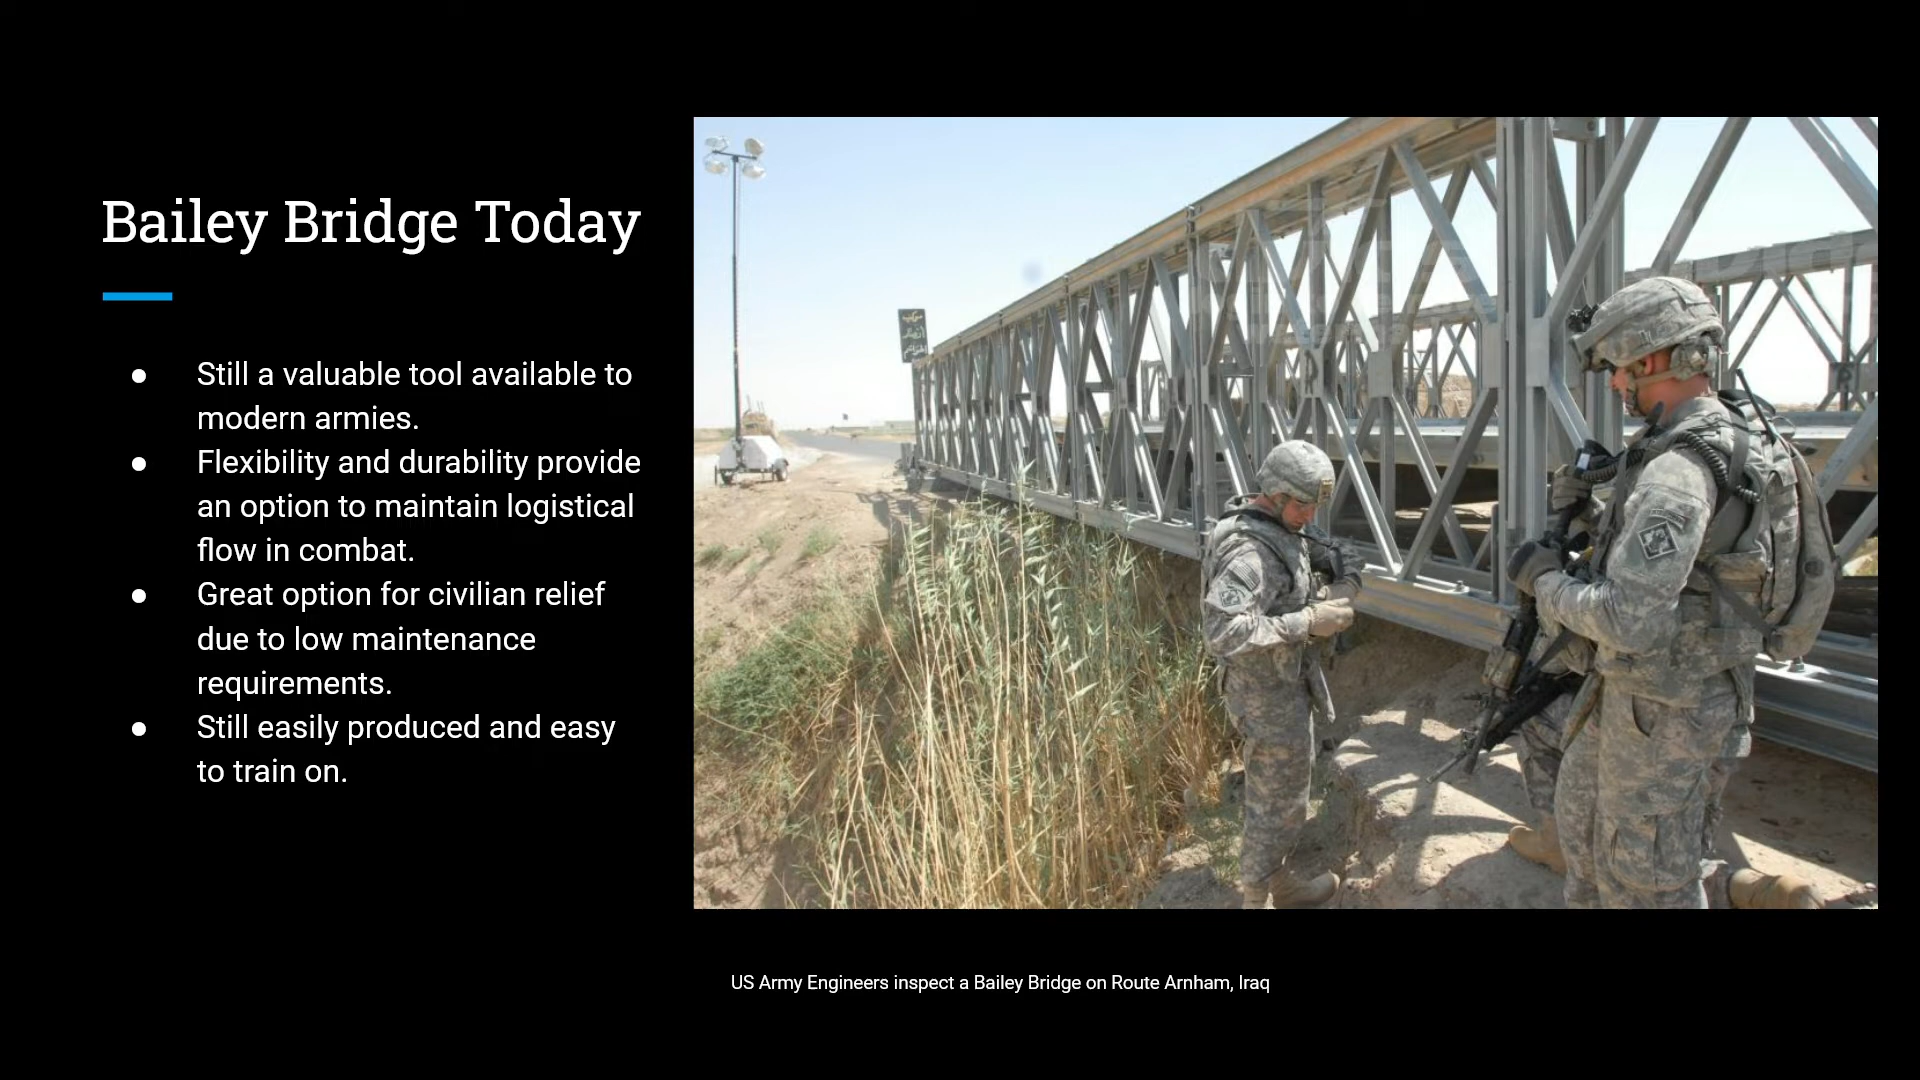 Bailey Bridge Today
● Still a valuable tool available to
modern armies.
● Flexibility and durability provide
an option to maintain logistical
flow in combat.
● Great option for civilian relief
due to low maintenance
requirements.
● Still easily produced and easy
to train on.
US Army Engineers inspect a Bailey Bridge on Route Arnham, Iraq